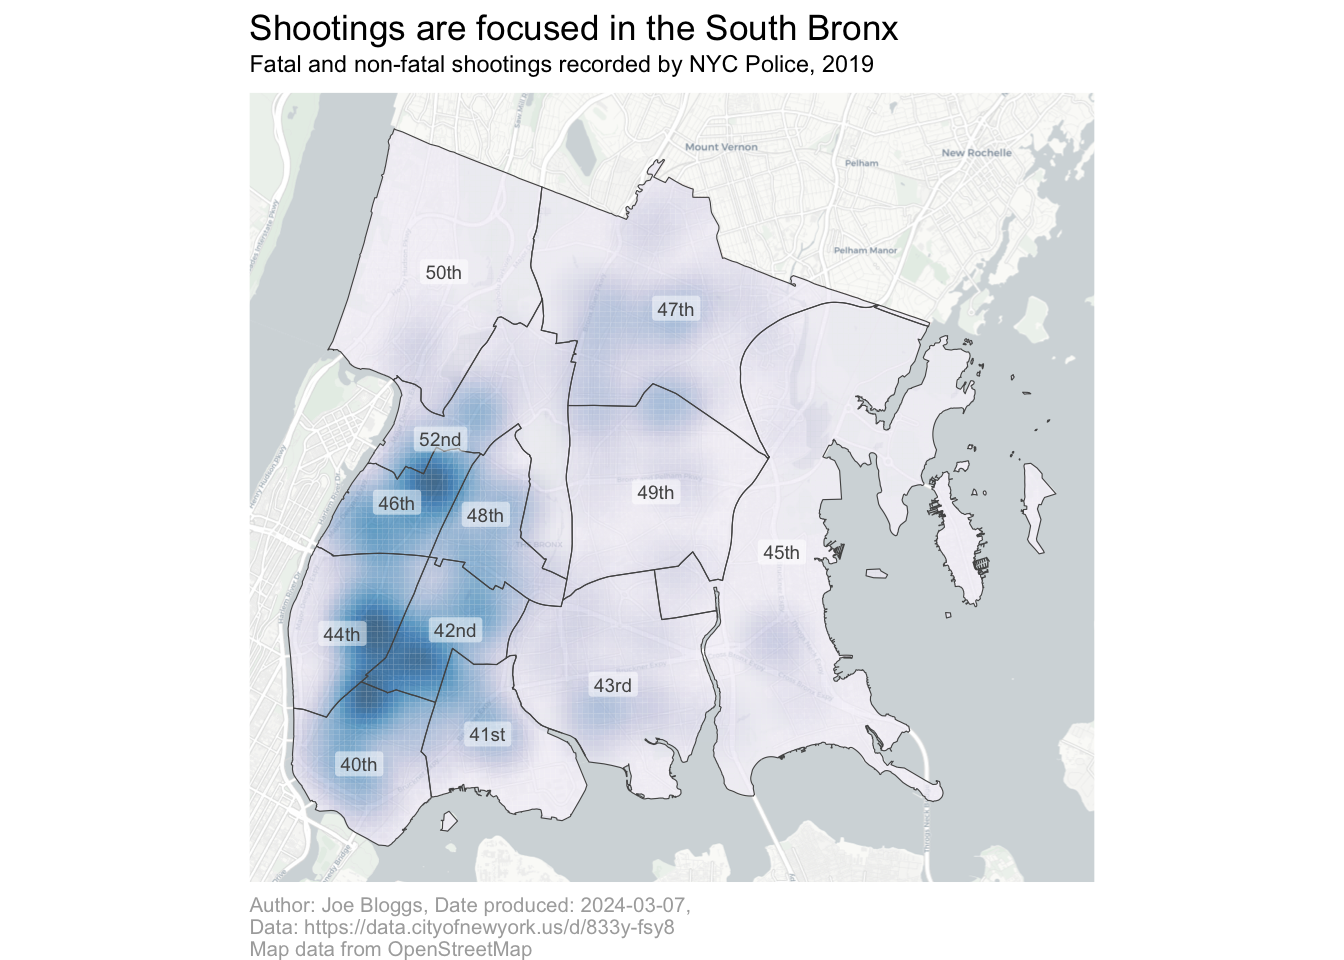 Shootings are focused in the South Bronx
Fatal and non-fatal shootings recorded by NYC Police, 2019
Mount Vernon
New Rochelle
Pelham
Pelham Manor
50th
47th
52nd
46th
48th
49th
BRONX
45th
44th
42nd
43rd
41st
40th
Author: Joe Bloggs, Date produced: 2024-03-07,
Data: https://data.cityofnewyork.us/d/833y-fsy8
Map data from OpenStreetMap